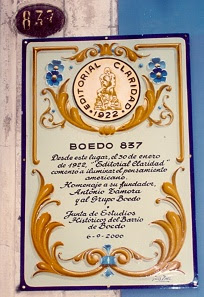 837
EDITORIAL CLARIDAD
1922
BOEDO 837
Desde este lugar, el 30 de enero
de 1922, "Editorial Claridad"
comenzó a iluminar el pensamiento
americano.
Homenaje a su fundador,
Antonio Zamora
y al Grupo Boedo
Junta de Estudios
Históricos del Barrio
de Boedo
6-9-2006